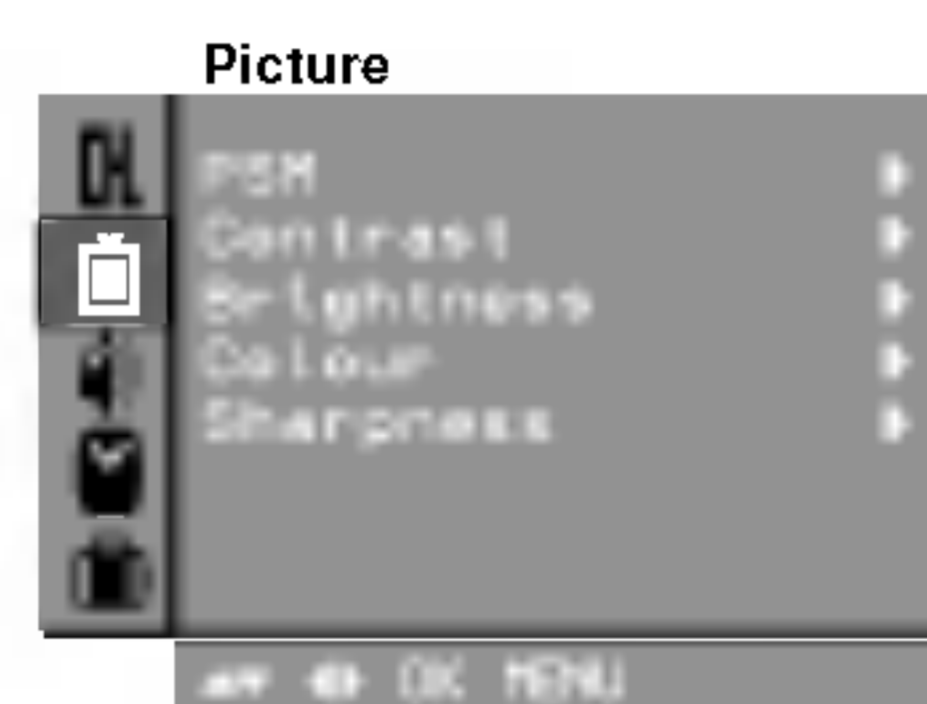 Picture
PSM
Contrast
Brightness
Colour
Sharpness
OK MENU